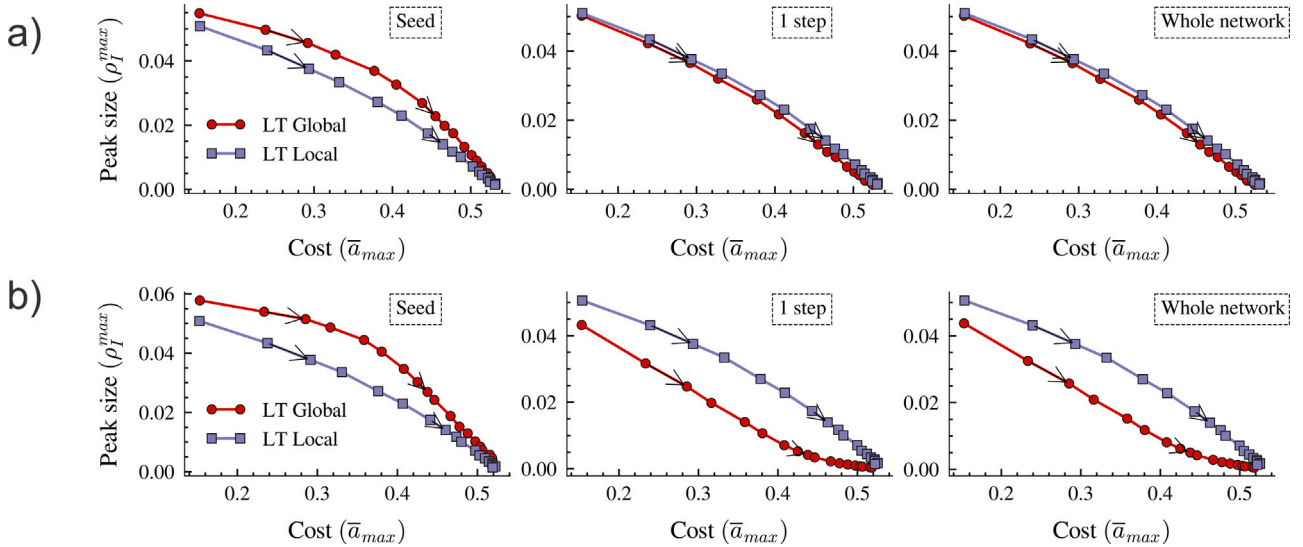 a)
Seed
1 step
Whole network
Peak size (ρ_I^{max})
0.04
0.02
0.00
LT Global
LT Local
0.2 0.3 0.4 0.5
Cost (a̅_{max})
0.04
0.02
0.00
0.2 0.3 0.4 0.5
Cost (a̅_{max})
0.04
0.02
0.00
0.2 0.3 0.4 0.5
Cost (a̅_{max})
b)
Seed
1 step
Whole network
Peak size (ρ_I^{max})
0.06
0.04
0.02
0.00
LT Global
LT Local
0.2 0.3 0.4 0.5
Cost (a̅_{max})
0.04
0.02
0.00
0.2 0.3 0.4 0.5
Cost (a̅_{max})
0.04
0.02
0.00
0.2 0.3 0.4 0.5
Cost (a̅_{max})